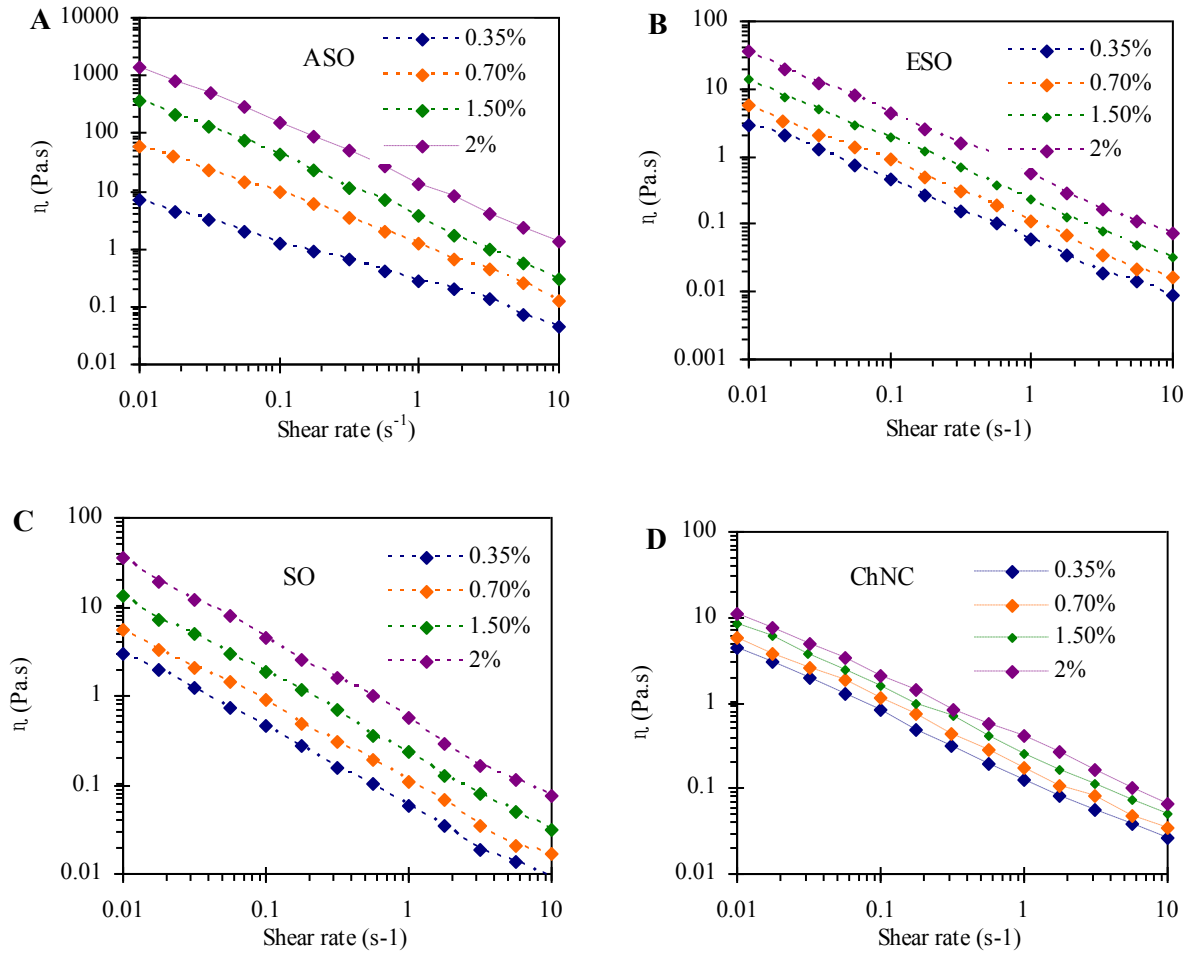 A
ASO
0.35%
0.70%
1.50%
2%
10000
1000
100
10
1
0.1
0.01
η (Pa.s)
0.01 0.1 1 10
Shear rate (s-1)
B
ESO
0.35%
0.70%
1.50%
2%
100
10
1
0.1
0.01
0.001
η (Pa.s)
0.01 0.1 1 10
Shear rate (s-1)
C
SO
0.35%
0.70%
1.50%
2%
100
10
1
0.1
0.01
η (Pa.s)
0.01 0.1 1 10
Shear rate (s-1)
D
ChNC
0.35%
0.70%
1.50%
2%
100
10
1
0.1
0.01
η (Pa.s)
0.01 0.1 1 10
Shear rate (s-1)